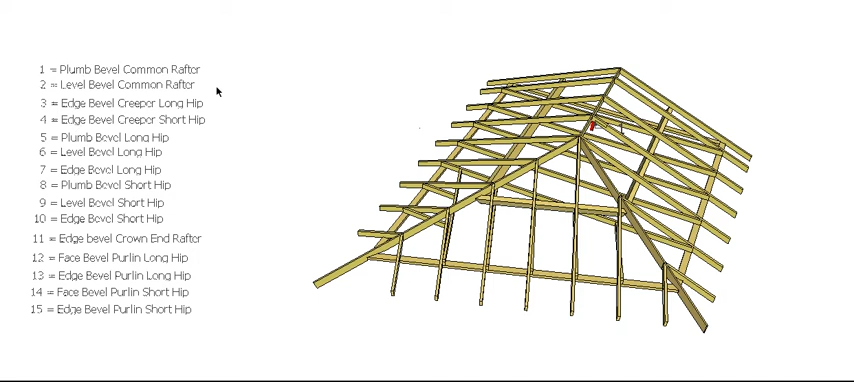 1 = Plumb Bevel Common Rafter
2 = Level Bevel Common Rafter
3 = Edge Bevel Creeper Long Hip
4 = Edge Bevel Creeper Short Hip
5 = Plumb Bevel Long Hip
6 = Level Bevel Long Hip
7 = Edge Bevel Long Hip
8 = Plumb Bevel Short Hip
9 = Level Bevel Short Hip
10 = Edge Bevel Short Hip
11 = Edge bevel Crown End Rafter
12 = Face Bevel Purlin Long Hip
13 = Edge Bevel Purlin Long Hip
14 = Face Bevel Purlin Short Hip
15 = Edge Bevel Purlin Short Hip